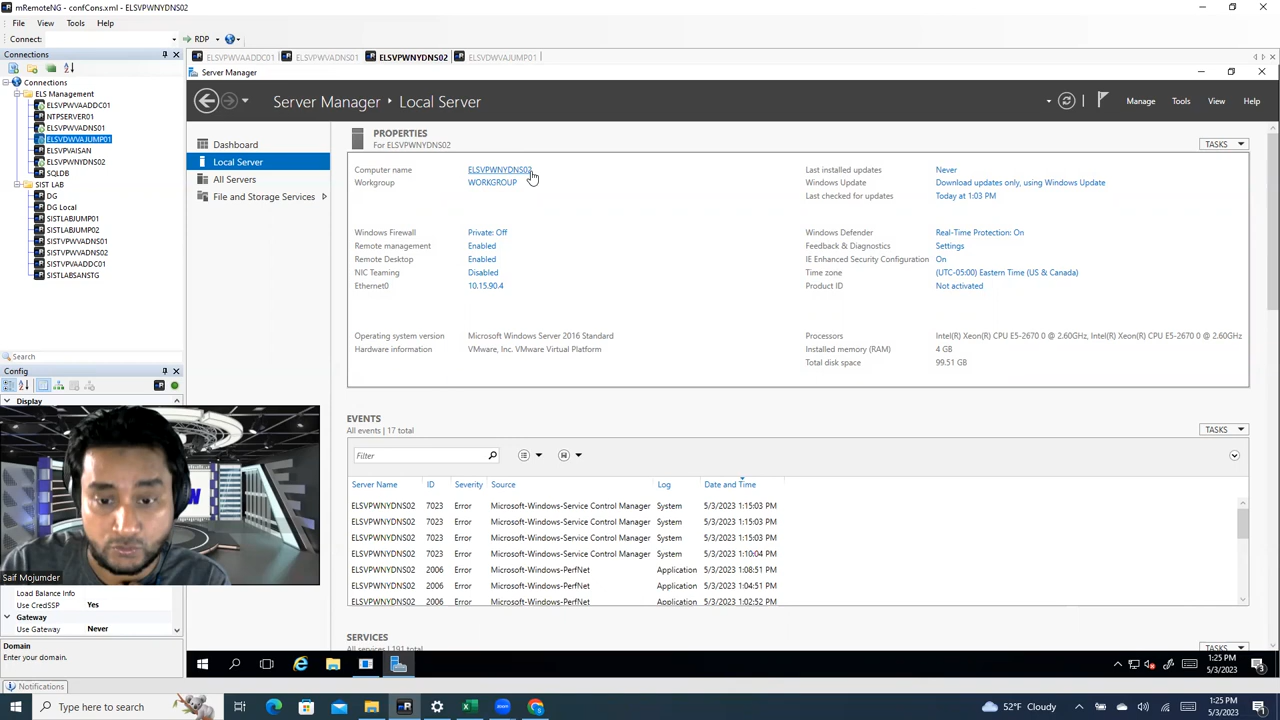 mRemoteNG - confCons.xml - ELSVPWNYDNS02
File View Tools Help
Connect: RDP
Connections
Connections
ELS Management
ELSVPWVAADDC01
NTPSERVER01
ELSVPWVADNS01
ELSVDWVAJUMP01
ELSVPVAISAN
ELSVPWNYDNS02
SQLDB
SIST LAB
DG
DG Local
SISTLABJUMP01
SISTLABJUMP02
SISTVPWVADNS01
SISTVPWVADNS02
SISTVPVAADDC01
SISTLABSANSTG
Search
Config
Display
Saif Mojumder
Load Balance Info
Use CredSSP Yes
Gateway
Use Gateway Never
Domain
Enter your domain.
Notifications
ELSVPWVAADDC01 ELSVPWVADNS01 ELSVPWNYDNS02 ELSVDWVAJUMP01
Server Manager
Server Manager Local Server
Manage Tools View Help
Dashboard
Local Server
All Servers
File and Storage Services
PROPERTIES
For ELSVPWNYDNS02
TASKS
Computer name ELSVPWNYDNS02
Workgroup WORKGROUP
Last installed updates Never
Windows Update Download updates only, using Windows Update
Last checked for updates Today at 1:03 PM
Windows Firewall Private: Off
Remote management Enabled
Remote Desktop Enabled
NIC Teaming Disabled
Ethernet0 10.15.90.4
Windows Defender Real-Time Protection: On
Feedback & Diagnostics Settings
IE Enhanced Security Configuration On
Time zone (UTC-05:00) Eastern Time (US & Canada)
Product ID Not activated
Operating system version Microsoft Windows Server 2016 Standard
Hardware information VMware, Inc. VMware Virtual Platform
Processors Intel(R) Xeon(R) CPU E5-2670 0 @ 2.60GHz, Intel(R) Xeon(R) CPU E5-2670 0 @ 2.60GHz
Installed memory (RAM) 4 GB
Total disk space 99.51 GB
EVENTS
All events | 17 total
TASKS
Filter
Server Name ID Severity Source Log Date and Time
ELSVPWNYDNS02 7023 Error Microsoft-Windows-Service Control Manager System 5/3/2023 1:15:03 PM
ELSVPWNYDNS02 7023 Error Microsoft-Windows-Service Control Manager System 5/3/2023 1:15:03 PM
ELSVPWNYDNS02 7023 Error Microsoft-Windows-Service Control Manager System 5/3/2023 1:15:03 PM
ELSVPWNYDNS02 7023 Error Microsoft-Windows-Service Control Manager System 5/3/2023 1:10:04 PM
ELSVPWNYDNS02 2006 Error Microsoft-Windows-PerfNet Application 5/3/2023 1:08:51 PM
ELSVPWNYDNS02 2006 Error Microsoft-Windows-PerfNet Application 5/3/2023 1:04:51 PM
ELSVPWNYDNS02 2006 Error Microsoft-Windows-PerfNet Application 5/3/2023 1:02:52 PM
SERVICES
All services | 191 total
TASKS
1:25 PM
5/3/2023
Type here to search
52°F Cloudy
1:25 PM
5/3/2023